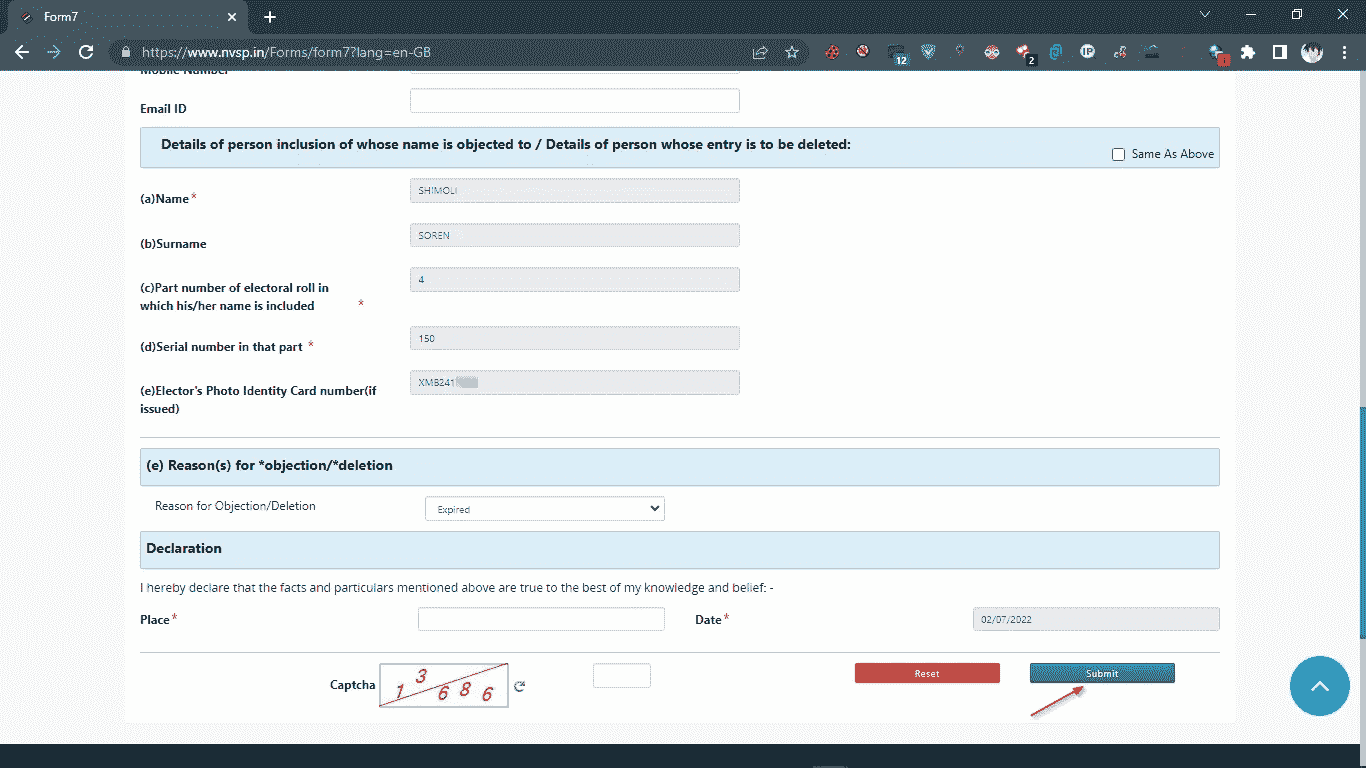 Form7
https://www.nvsp.in/Forms/form7?lang=en-GB
12
2
Mobile Number
Email ID
Details of person inclusion of whose name is objected to / Details of person whose entry is to be deleted:
Same As Above
(a)Name* SHIMOLI
(b)Surname SOREN
(c)Part number of electoral roll in
which his/her name is included * 4
(d)Serial number in that part * 150
(e)Elector's Photo Identity Card number(if
issued) XMB241
(e) Reason(s) for *objection/*deletion
Reason for Objection/Deletion Expired
Declaration
I hereby declare that the facts and particulars mentioned above are true to the best of my knowledge and belief: -
Place* Date* 02/07/2022
Captcha 1 3 6 8 6 Reset Submit